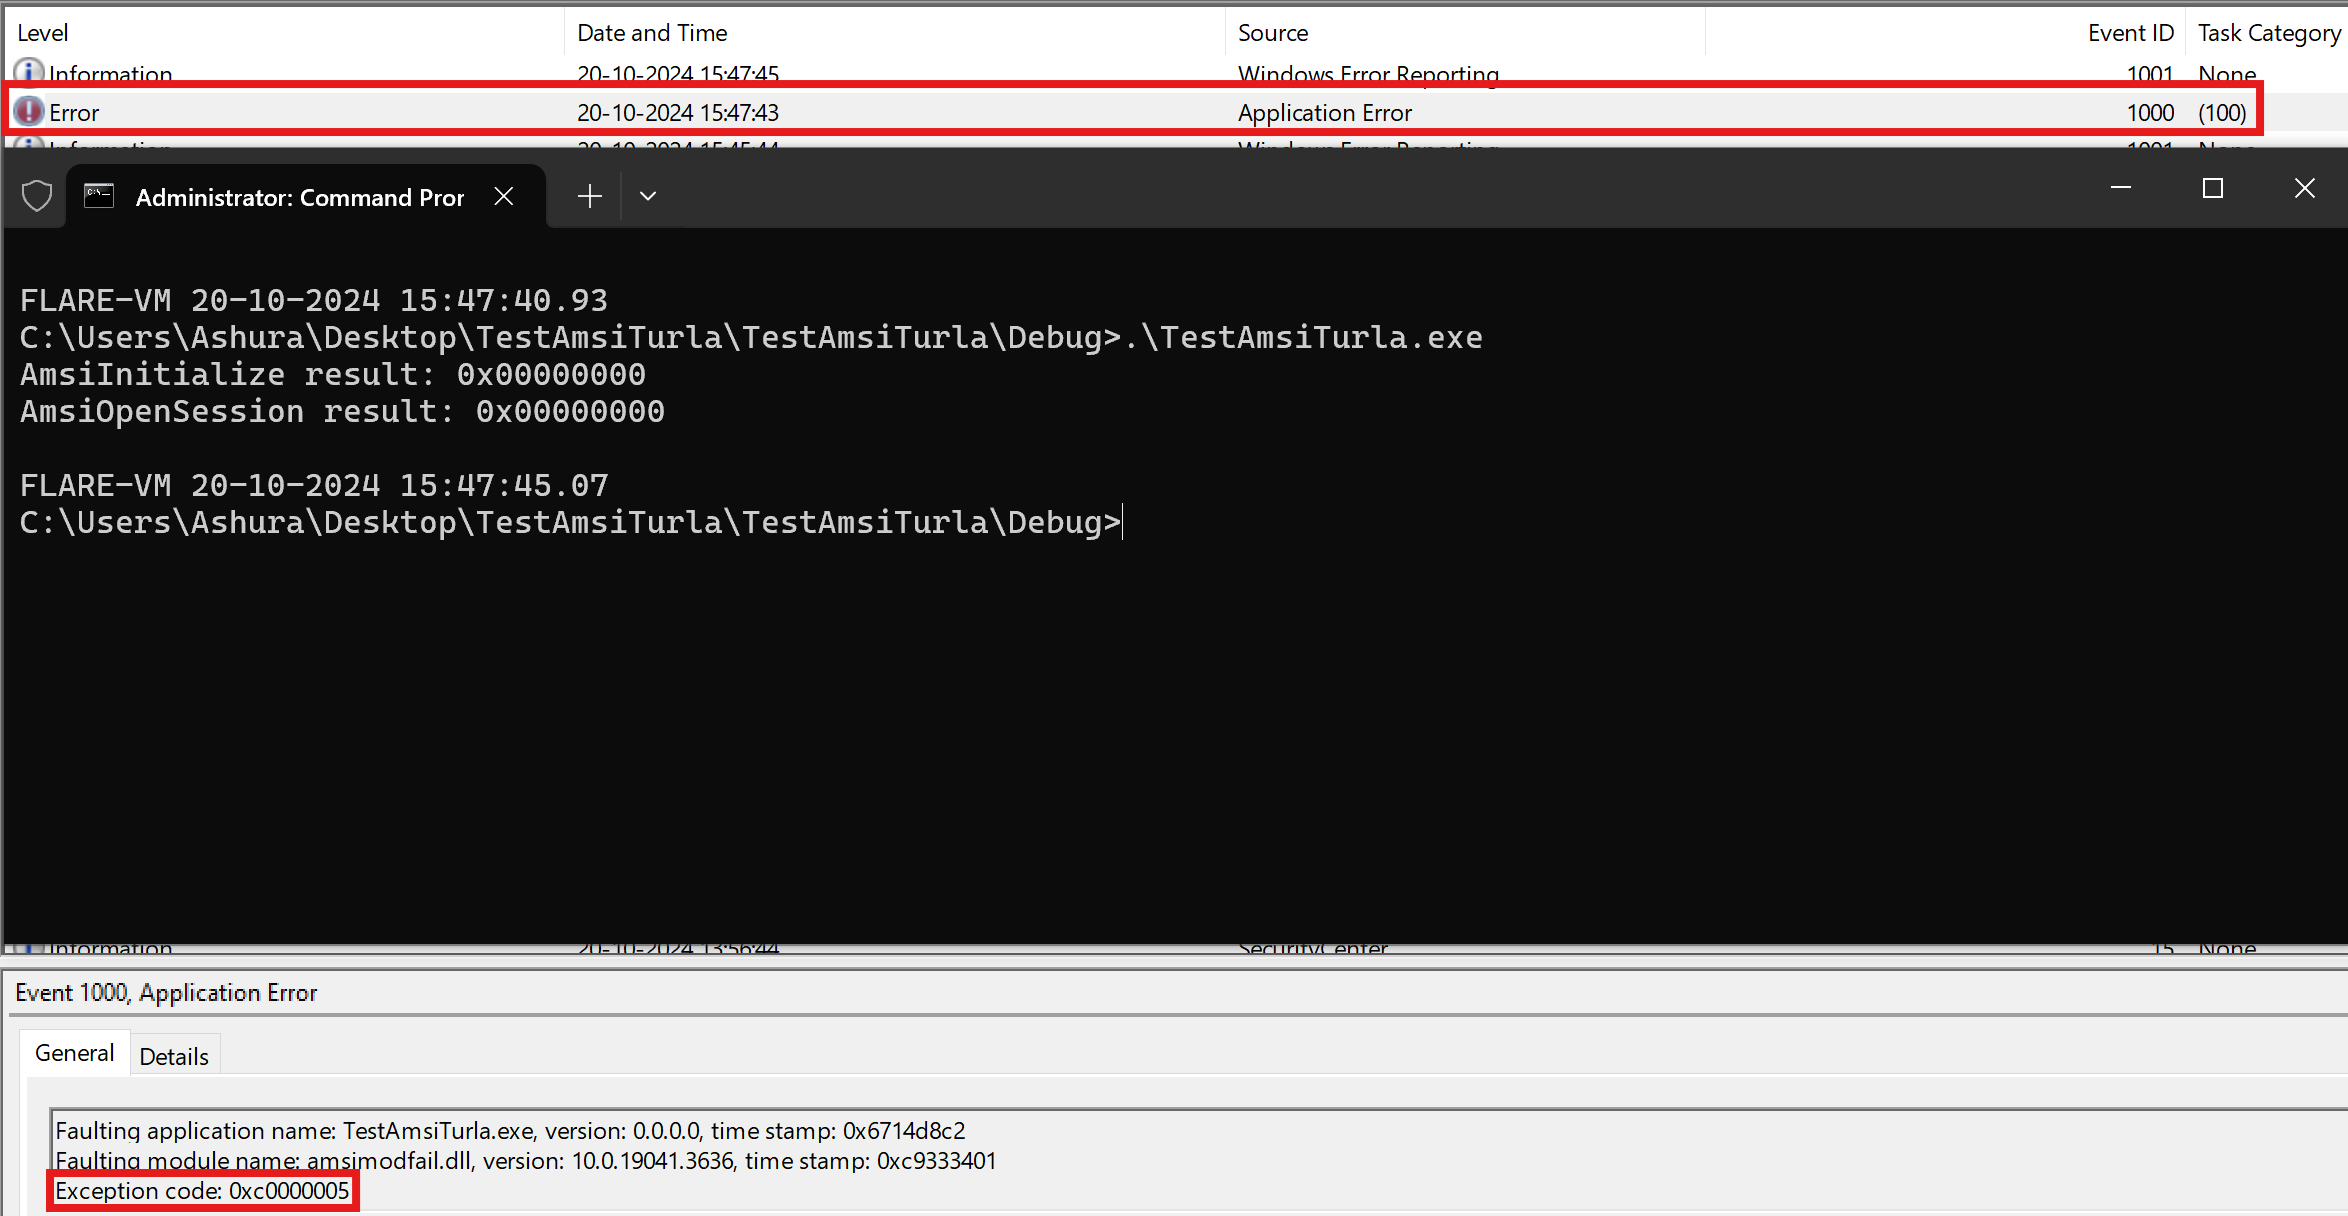 Level Date and Time Source Event ID Task Category
Information 20-10-2024 15:47:45 Windows Error Reporting 1001 None
Error 20-10-2024 15:47:43 Application Error 1000 (100)
Information 20-10-2024 15:45:44 Windows Error Reporting 1001 None
Administrator: Command Pror
FLARE-VM 20-10-2024 15:47:40.93
C:\Users\Ashura\Desktop\TestAmsiTurla\TestAmsiTurla\Debug>.\TestAmsiTurla.exe
AmsiInitialize result: 0x00000000
AmsiOpenSession result: 0x00000000
FLARE-VM 20-10-2024 15:47:45.07
C:\Users\Ashura\Desktop\TestAmsiTurla\TestAmsiTurla\Debug>
Information 20-10-2024 13:56:44 SecurityCenter 15 None
Event 1000, Application Error
General Details
Faulting application name: TestAmsiTurla.exe, version: 0.0.0.0, time stamp: 0x6714d8c2
Faulting module name: amsimodfail.dll, version: 10.0.19041.3636, time stamp: 0xc9333401
Exception code: 0xc0000005